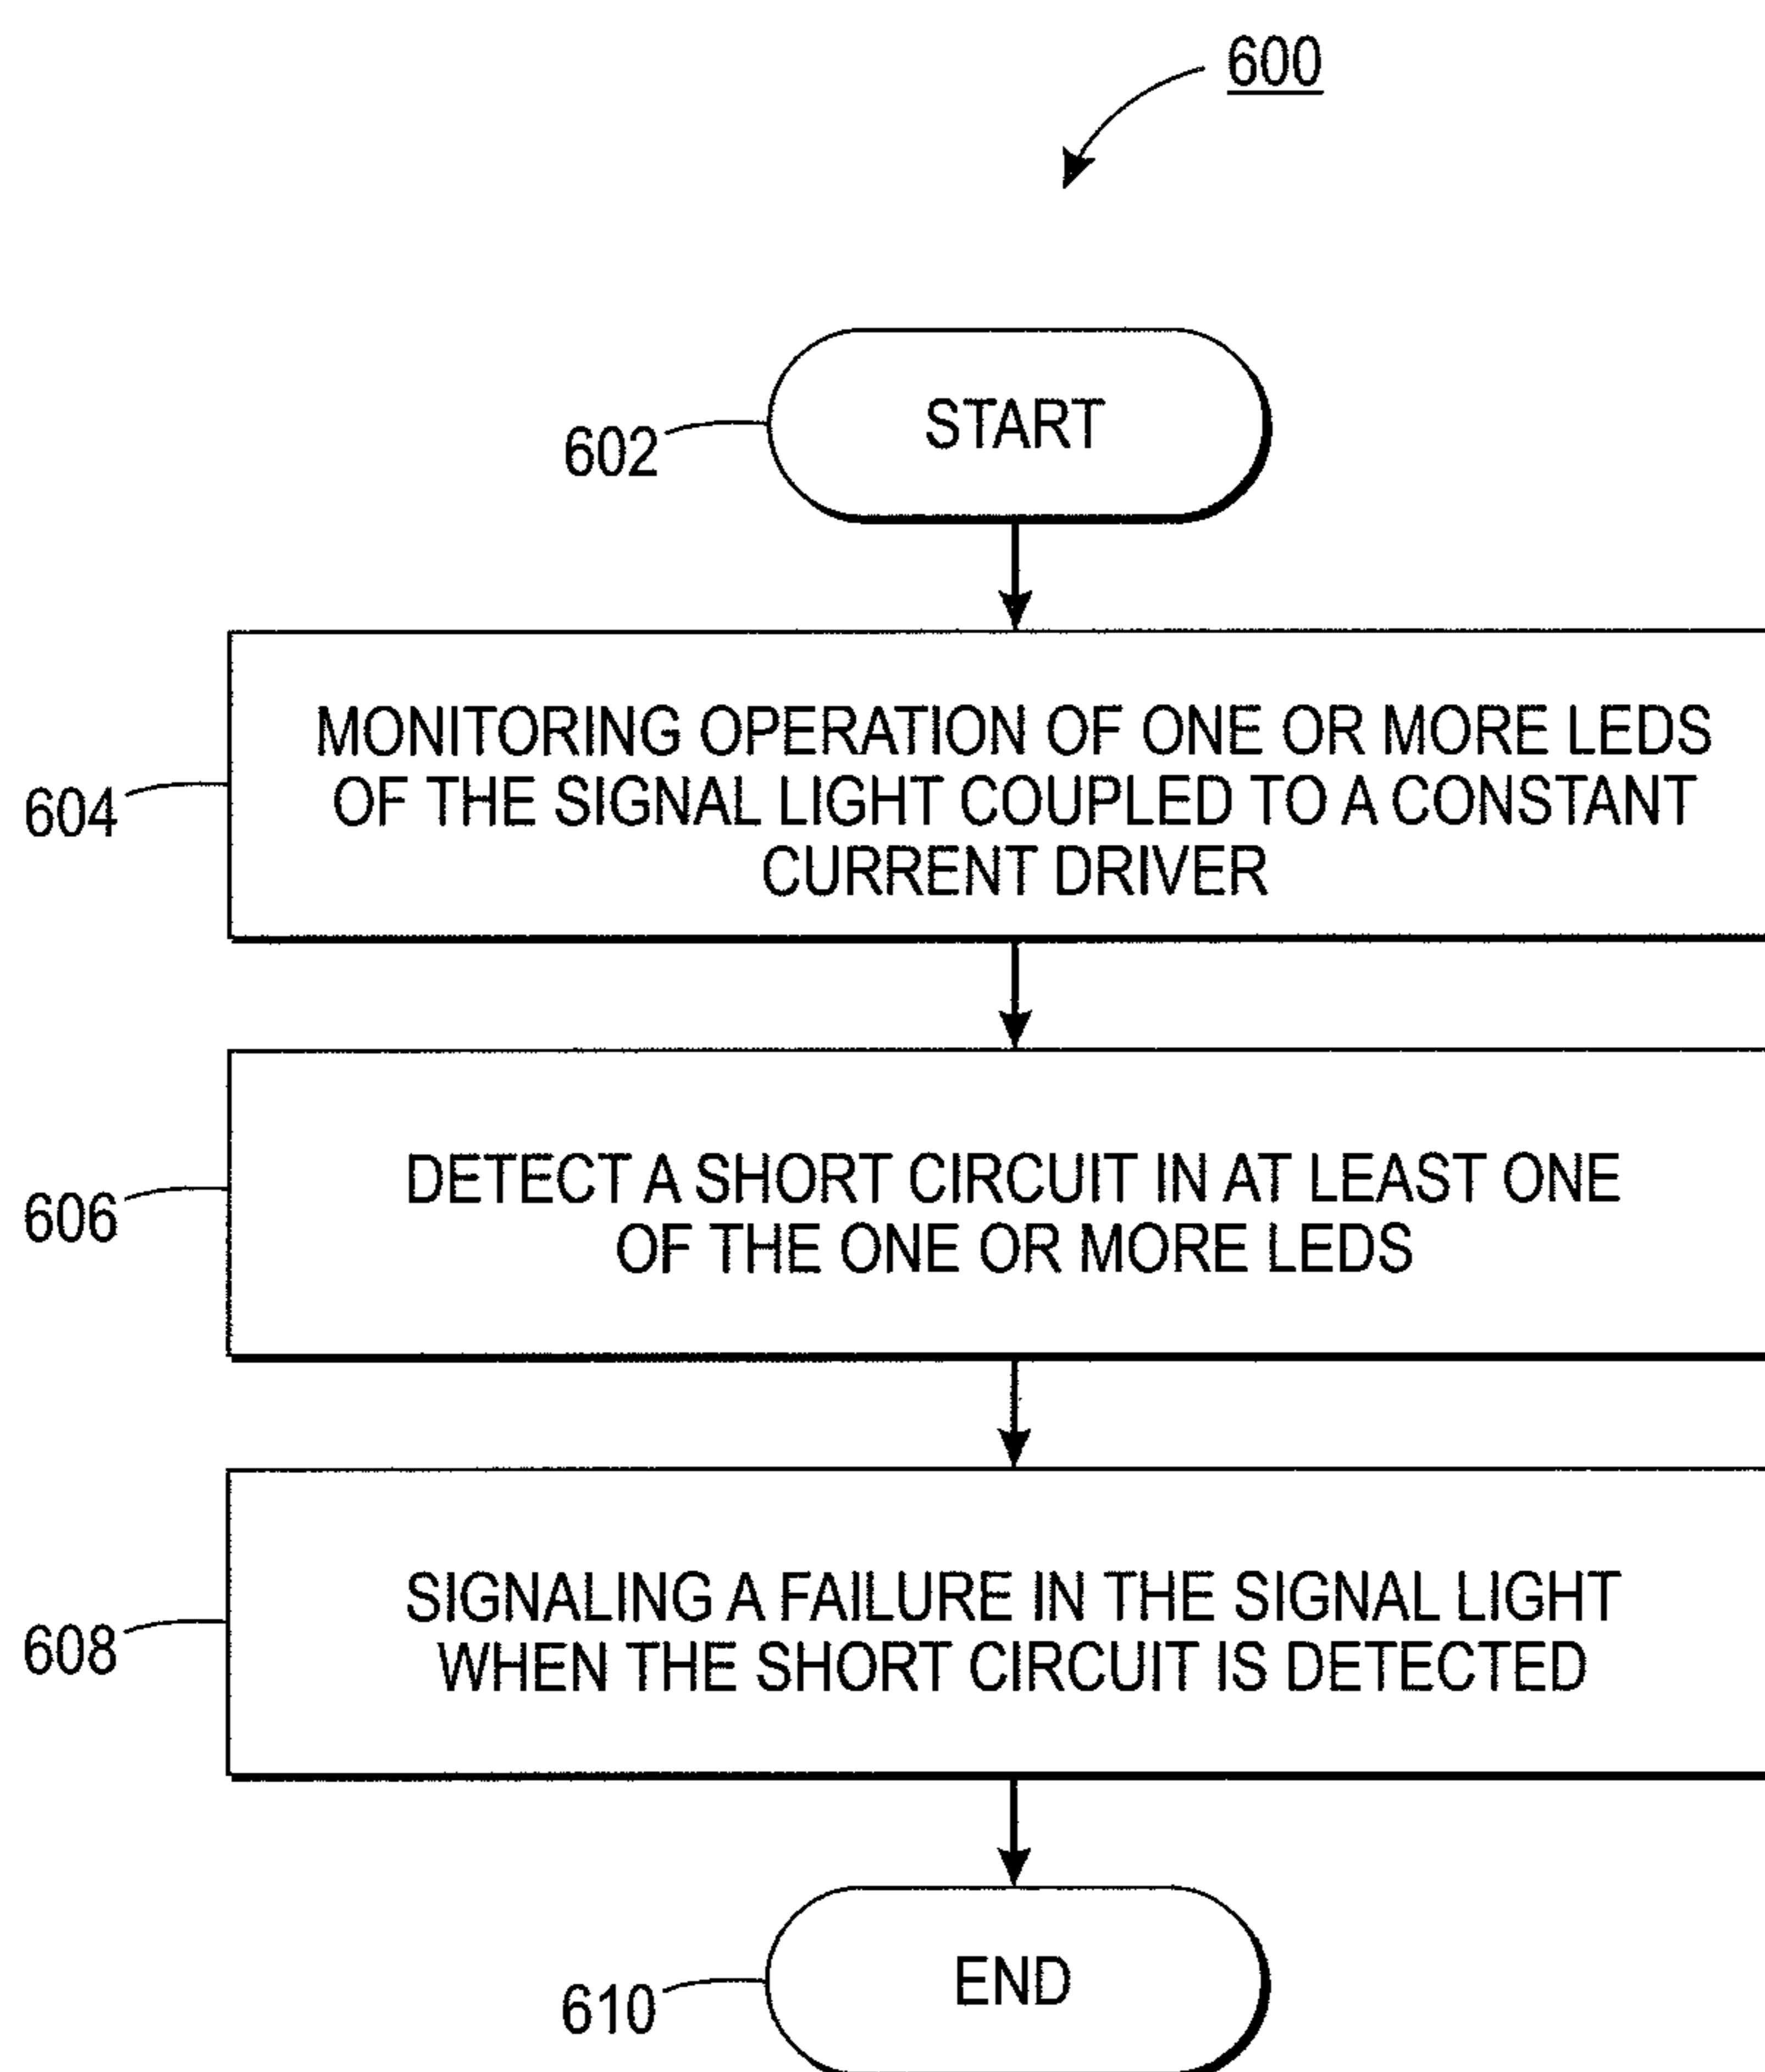 600
START
602
MONITORING OPERATION OF ONE OR MORE LEDS
OF THE SIGNAL LIGHT COUPLED TO A CONSTANT
CURRENT DRIVER
604
DETECT A SHORT CIRCUIT IN AT LEAST ONE
OF THE ONE OR MORE LEDS
606
SIGNALING A FAILURE IN THE SIGNAL LIGHT
WHEN THE SHORT CIRCUIT IS DETECTED
608
END
610